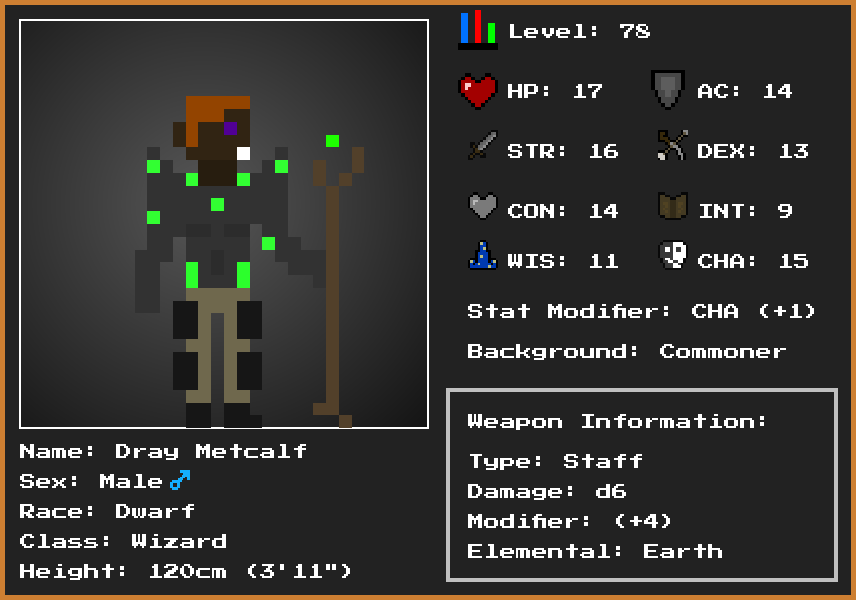 Level: 78
HP: 17 AC: 14
STR: 16 DEX: 13
CON: 14 INT: 9
WIS: 11 CHA: 15
Stat Modifier: CHA (+1)
Background: Commoner
Weapon Information:
Type: Staff
Damage: d6
Modifier: (+4)
Elemental: Earth
Name: Dray Metcalf
Sex: Male ♂
Race: Dwarf
Class: Wizard
Height: 120cm (3'11")